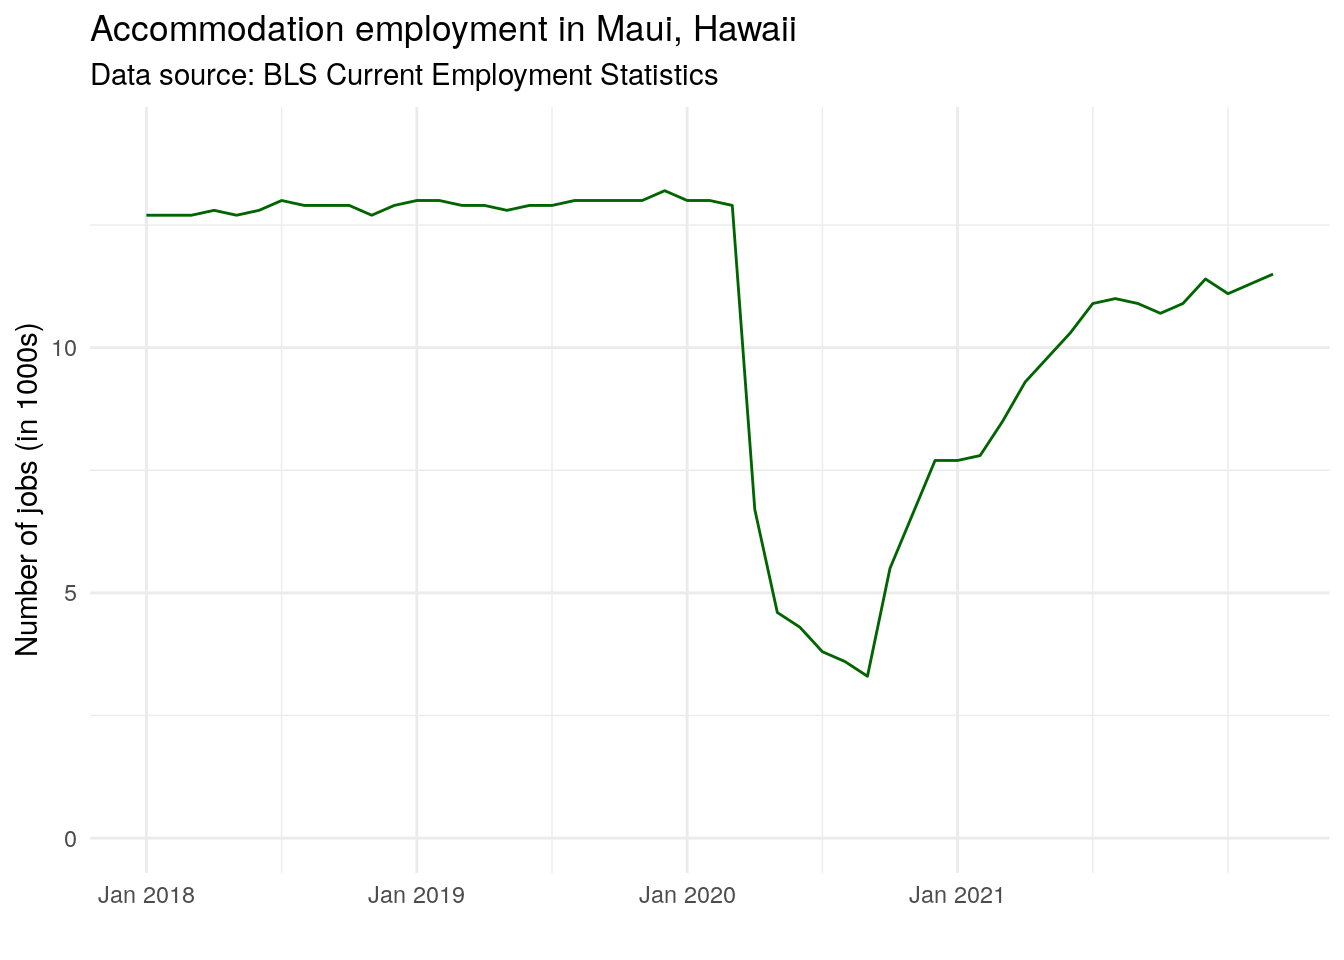 Accommodation employment in Maui, Hawaii
Data source: BLS Current Employment Statistics
Number of jobs (in 1000s)
10
5
0
Jan 2018
Jan 2019
Jan 2020
Jan 2021